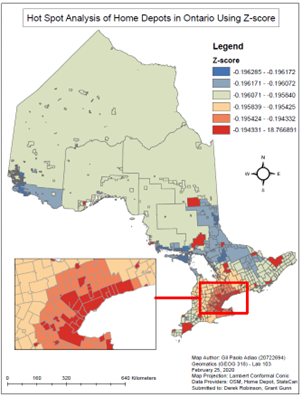 Hot Spot Analysis of Home Depots in Ontario Using Z-score
Legend
Z-score
-0.196285 - -0.196172
-0.196171 - -0.196072
-0.196071 - -0.195840
-0.195839 - -0.195425
-0.195424 - -0.194332
-0.194331 - 18.766891
N
W E
S
0 160 320 640 Kilometers
Map Author: Gil Paolo Adao (20722694)
Geomatics (GEOG 316) - Lab 103
February 25, 2020
Map Projection: Lambert Conformal Conic
Data Providers: OSM, Home Depot, StatsCan
Submitted to: Derek Robinson, Grant Gunn